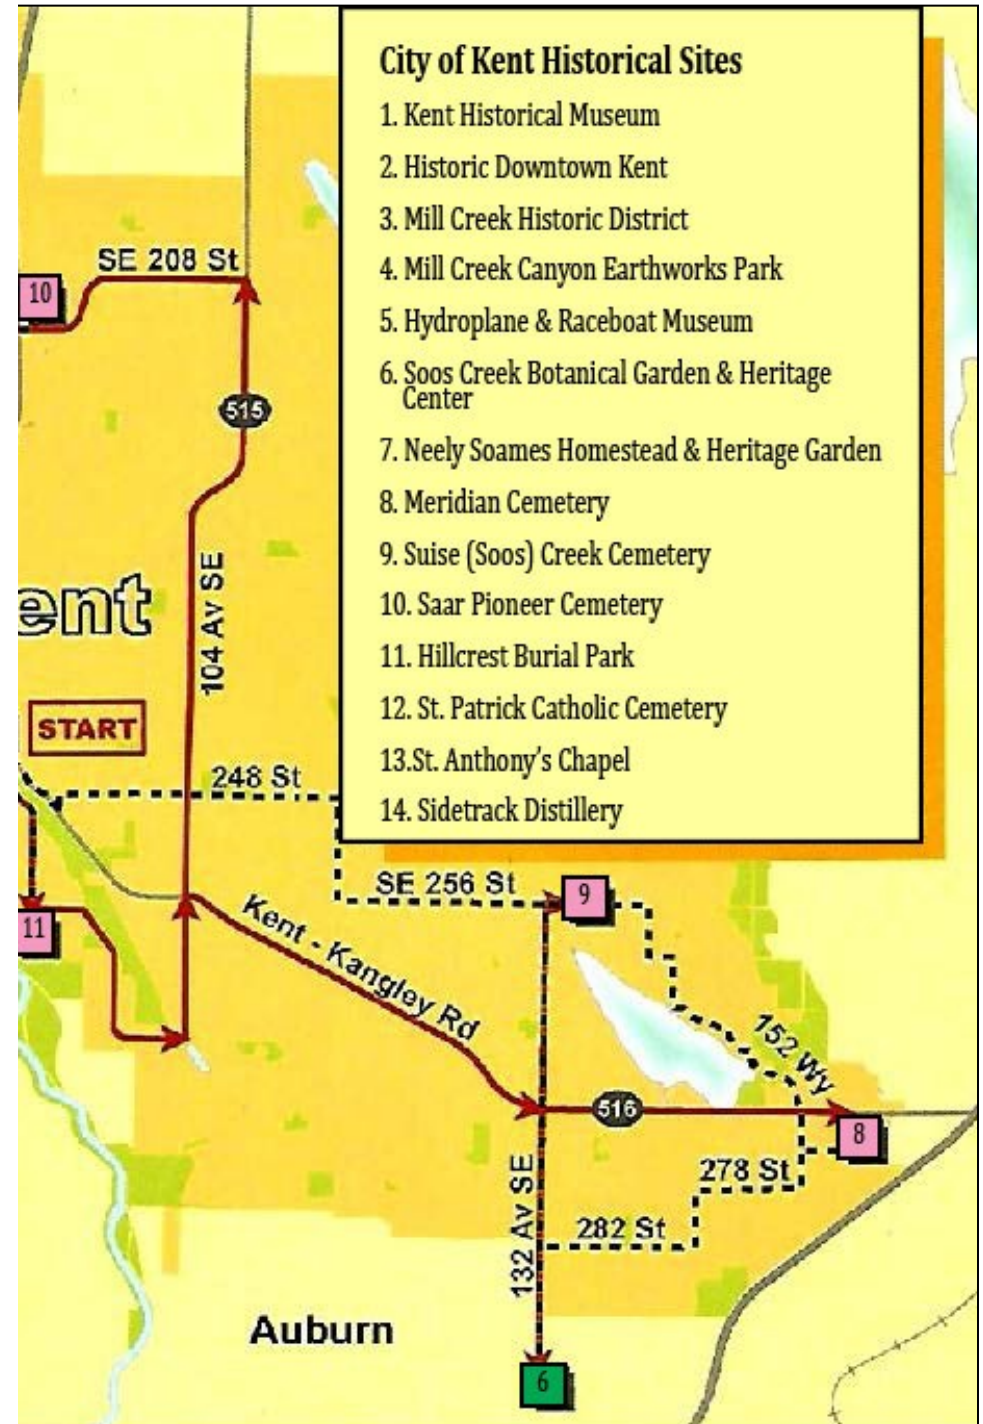 City of Kent Historical Sites
1. Kent Historical Museum
2. Historic Downtown Kent
3. Mill Creek Historic District
4. Mill Creek Canyon Earthworks Park
5. Hydroplane & Raceboat Museum
6. Soos Creek Botanical Garden & Heritage
Center
7. Neely Soames Homestead & Heritage Garden
8. Meridian Cemetery
9. Suise (Soos) Creek Cemetery
10. Saar Pioneer Cemetery
11. Hillcrest Burial Park
12. St. Patrick Catholic Cemetery
13.St. Anthony's Chapel
14. Sidetrack Distillery
SE 208 St
10
515
104 Av SE
ent
START
248 St
SE 256 St
9
11
Kent - Kangley Rd
152 Wy
516
8
278 St
132 Av SE
282 St
Auburn
6